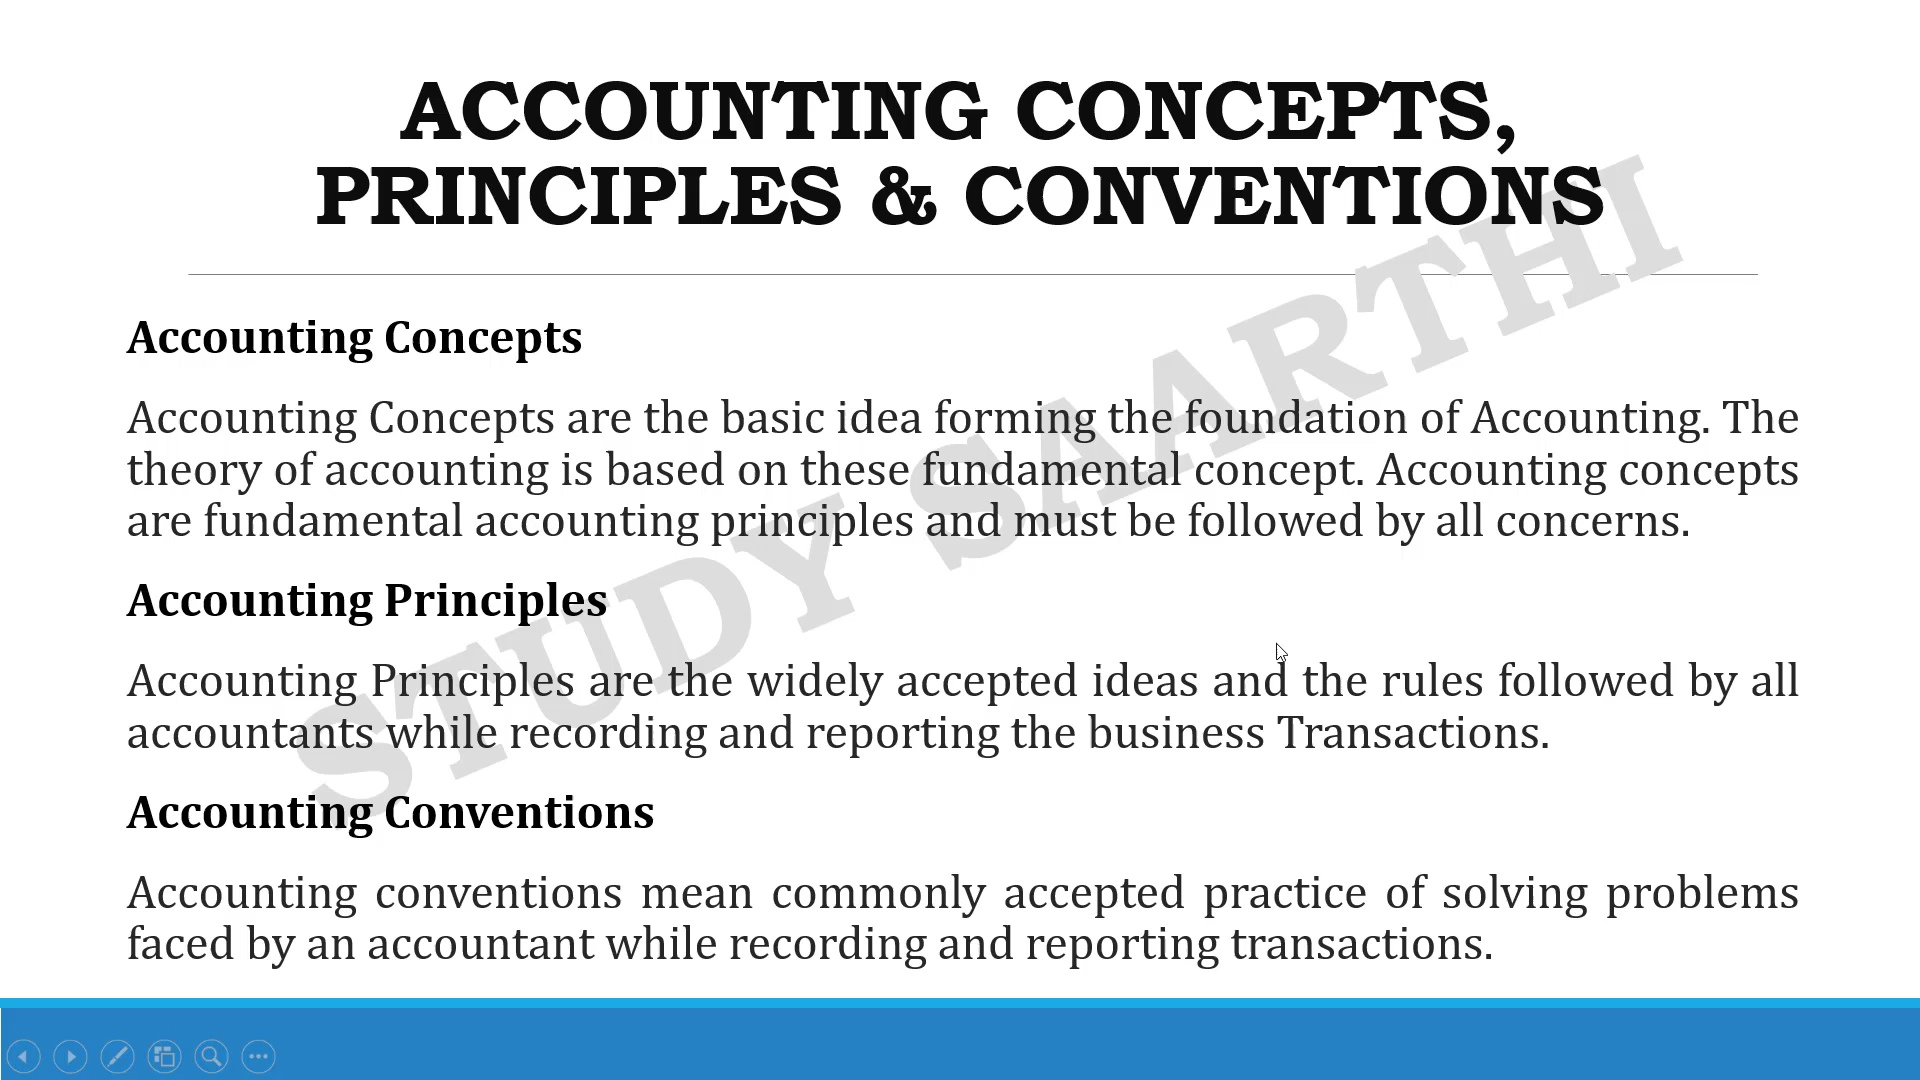 ACCOUNTING CONCEPTS,
PRINCIPLES & CONVENTIONS
Accounting Concepts
Accounting Concepts are the basic idea forming the foundation of Accounting. The
theory of accounting is based on these fundamental concept. Accounting concepts
are fundamental accounting principles and must be followed by all concerns.
Accounting Principles
Accounting Principles are the widely accepted ideas and the rules followed by all
accountants while recording and reporting the business Transactions.
Accounting Conventions
Accounting conventions mean commonly accepted practice of solving problems
faced by an accountant while recording and reporting transactions.
STUDY SAARTHI